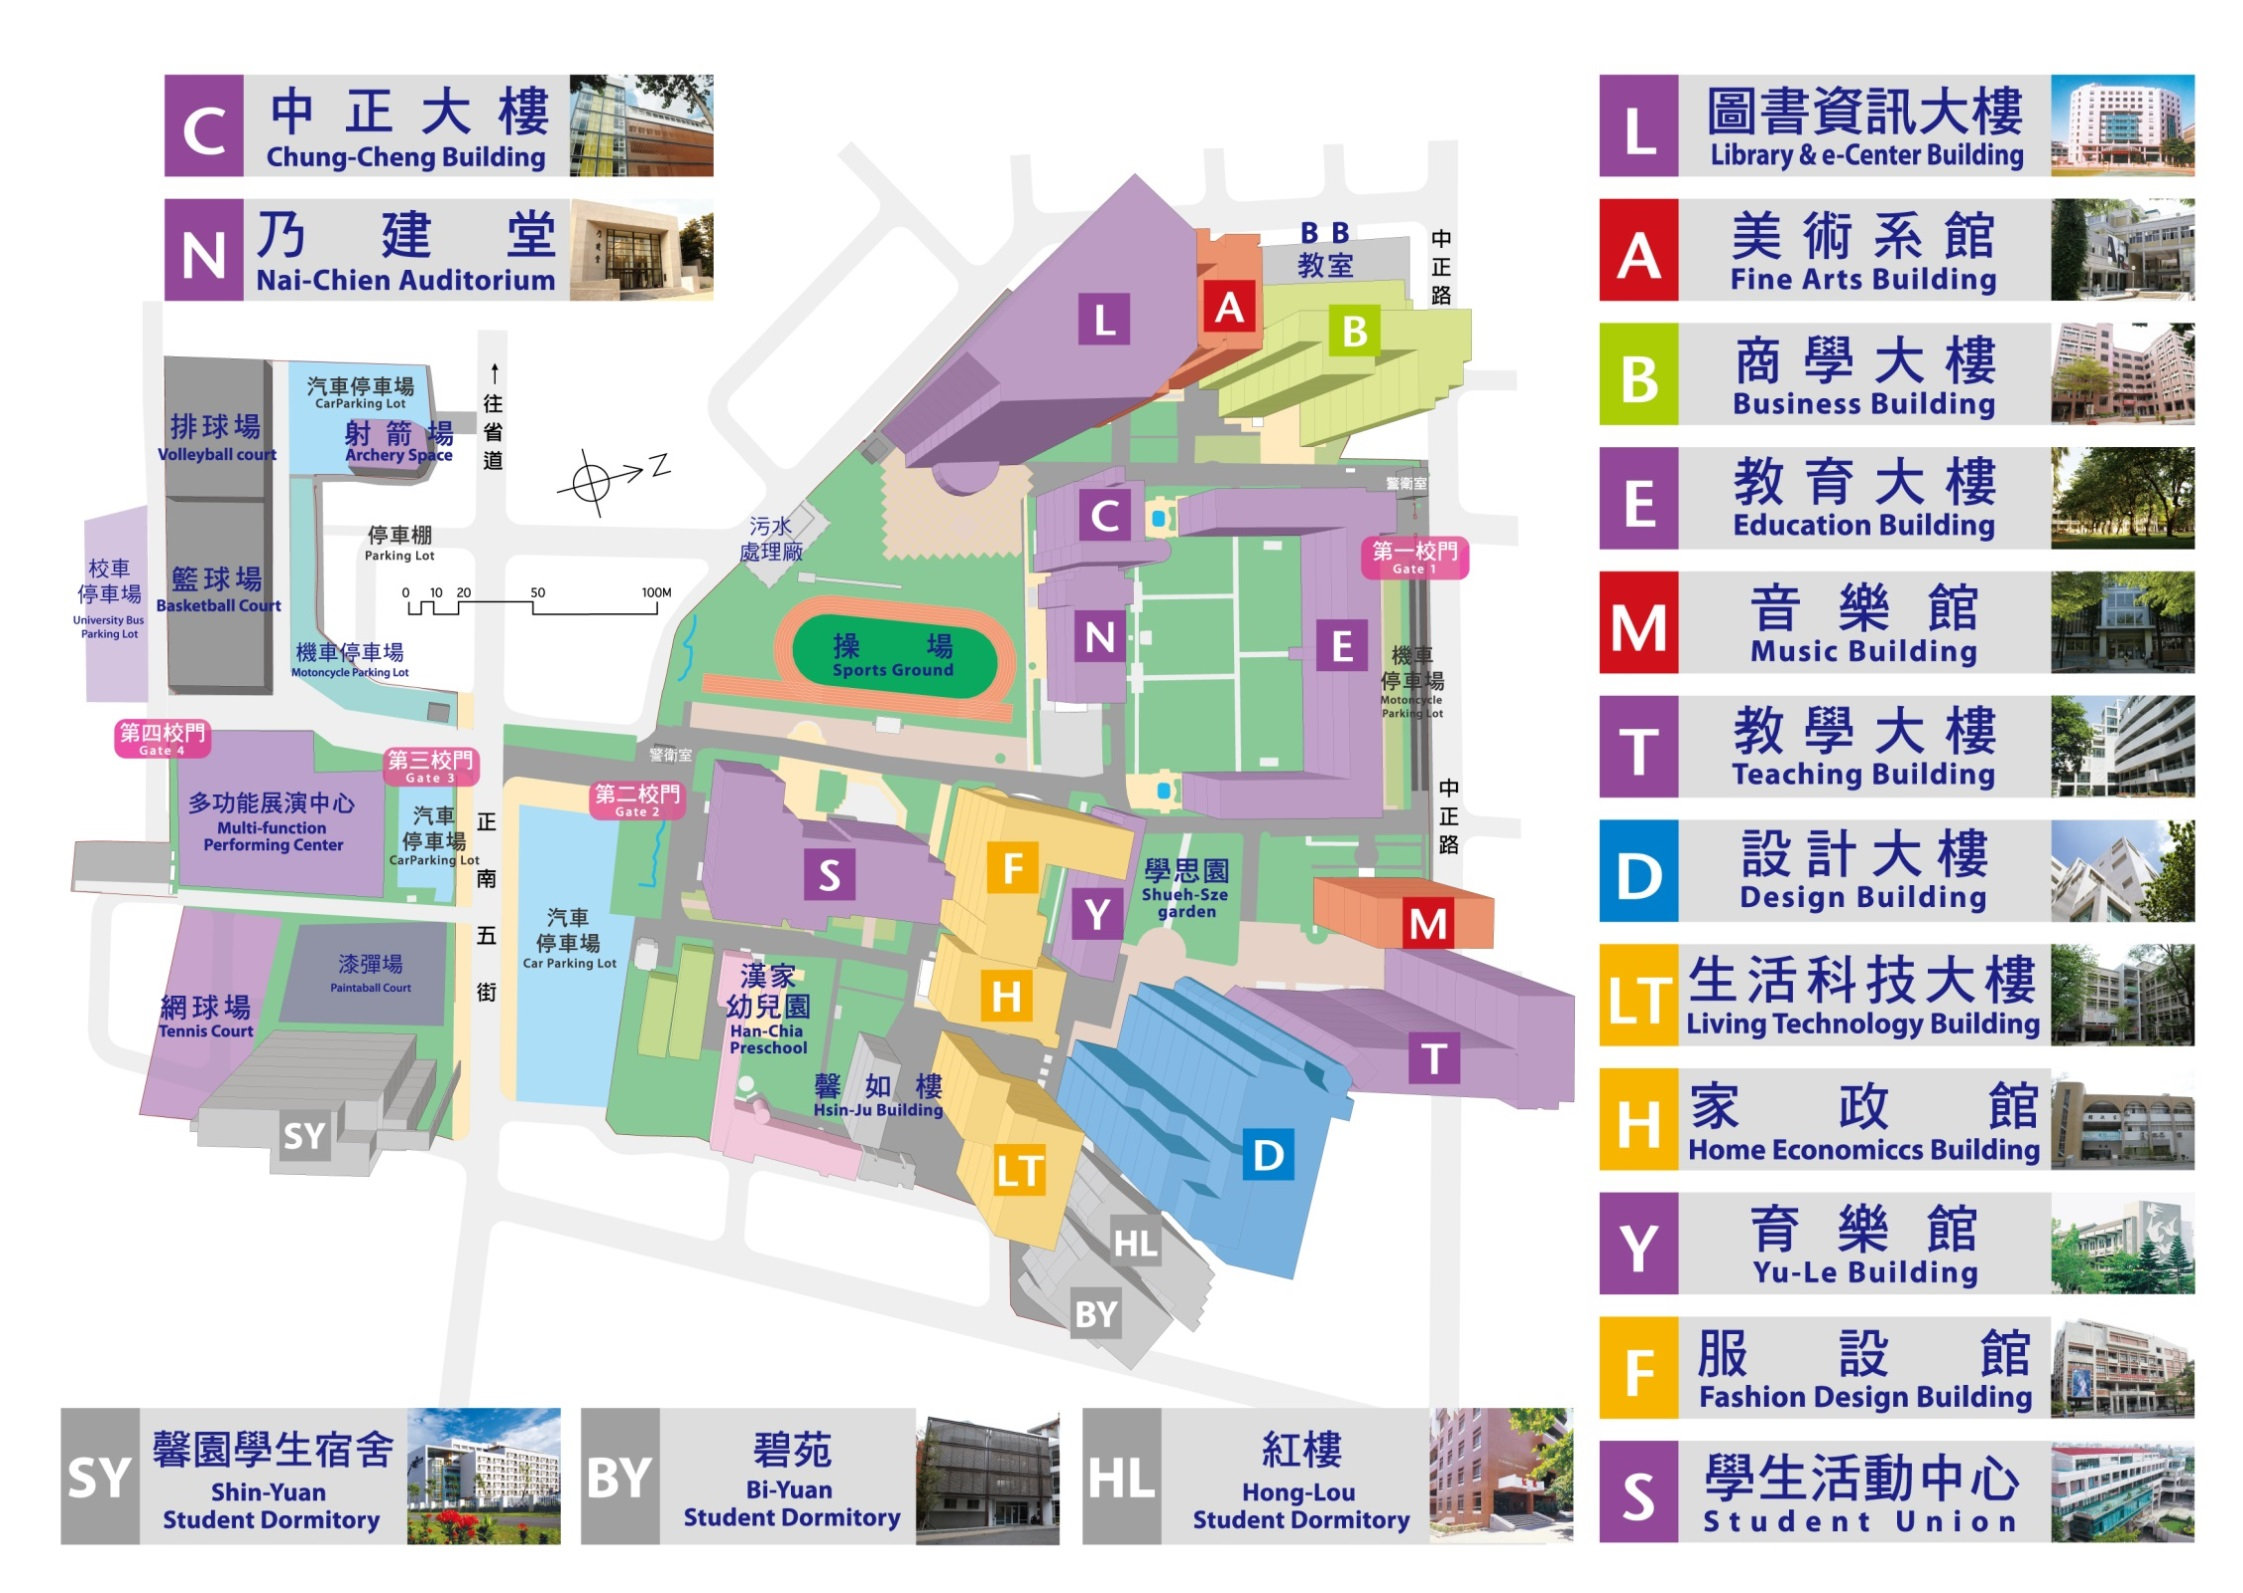 C
中正大樓
Chung-Cheng Building
N
乃建堂
Nai-Chien Auditorium
L
圖書資訊大樓
Library & e-Center Building
A
美術系館
Fine Arts Building
B
商學大樓
Business Building
E
教育大樓
Education Building
M
音樂館
Music Building
T
教學大樓
Teaching Building
D
設計大樓
Design Building
LT
生活科技大樓
Living Technology Building
H
家政館
Home Economiccs Building
Y
育樂館
Yu-Le Building
F
服設館
Fashion Design Building
S
學生活動中心
Student Union
SY
馨園學生宿舍
Shin-Yuan
Student Dormitory
BY
碧苑
Bi-Yuan
Student Dormitory
HL
紅樓
Hong-Lou
Student Dormitory
BB
教室
中正路
L
A
B
汽車停車場
CarParking Lot
射箭場
Archery Space
排球場
Volleyball court
→往省道
N
停車棚
Parking Lot
0 10 20 50 100M
校車
停車場
University Bus
Parking Lot
籃球場
Basketball Court
機車停車場
Motoncycle Parking Lot
污水
處理廠
操場
Sports Ground
C
N
E
警衛室
第一校門
Gate 1
機車
停車場
Motoncycle
Parking Lot
中正路
第四校門
Gate 4
第三校門
Gate 3
第二校門
Gate 2
警衛室
多功能展演中心
Multi-function
Performing Center
汽車
停車場
CarParking Lot
正南五街
汽車
停車場
Car Parking Lot
S
F
Y
H
學思園
Shueh-Sze
garden
M
T
D
漆彈場
Paintaball Court
網球場
Tennis Court
SY
漢家
幼兒園
Han-Chia
Preschool
馨如樓
Hsin-Ju Building
LT
HL
BY